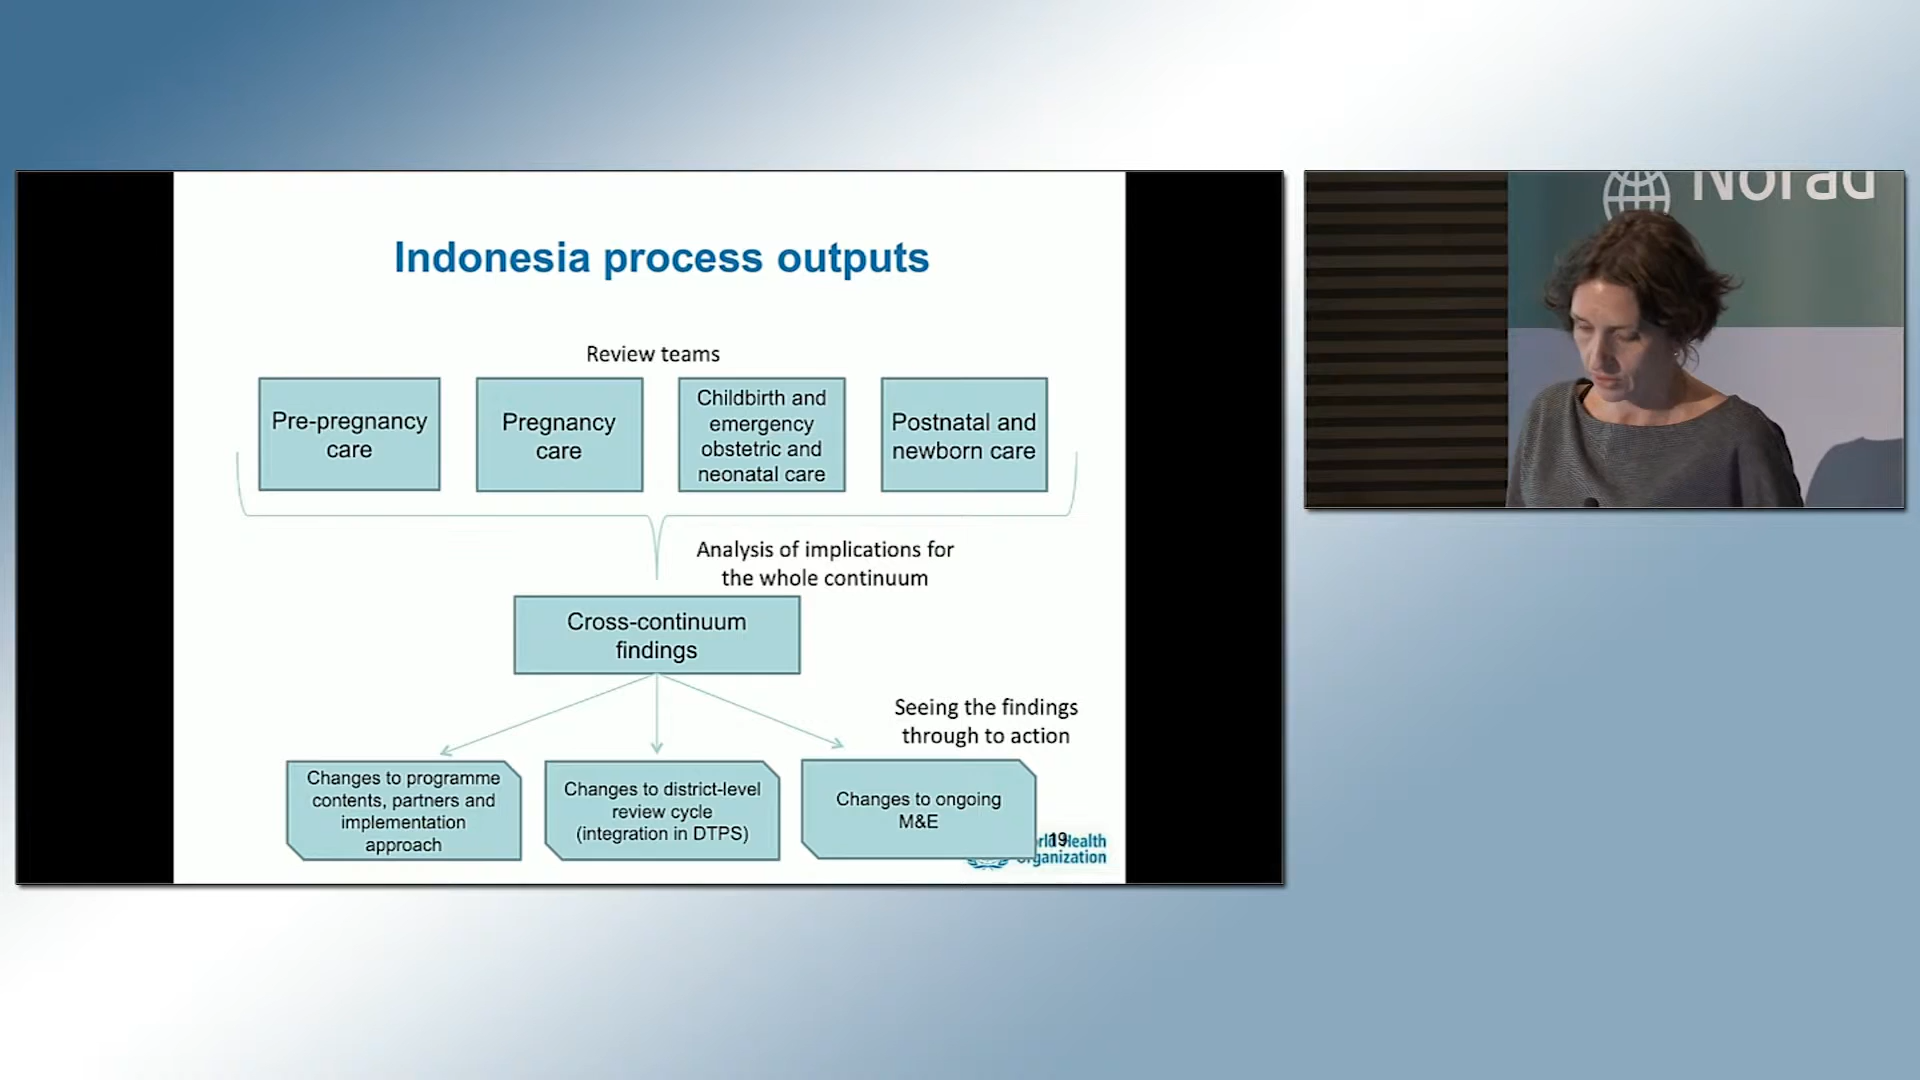 Indonesia process outputs
Review teams
Pre-pregnancy
care
Pregnancy
care
Childbirth and
emergency
obstetric and
neonatal care
Postnatal and
newborn care
Analysis of implications for
the whole continuum
Cross-continuum
findings
Seeing the findings
through to action
Changes to programme
contents, partners and
implementation
approach
Changes to district-level
review cycle
(integration in DTPS)
Changes to ongoing
M&E
19
Health
Organization
Norad